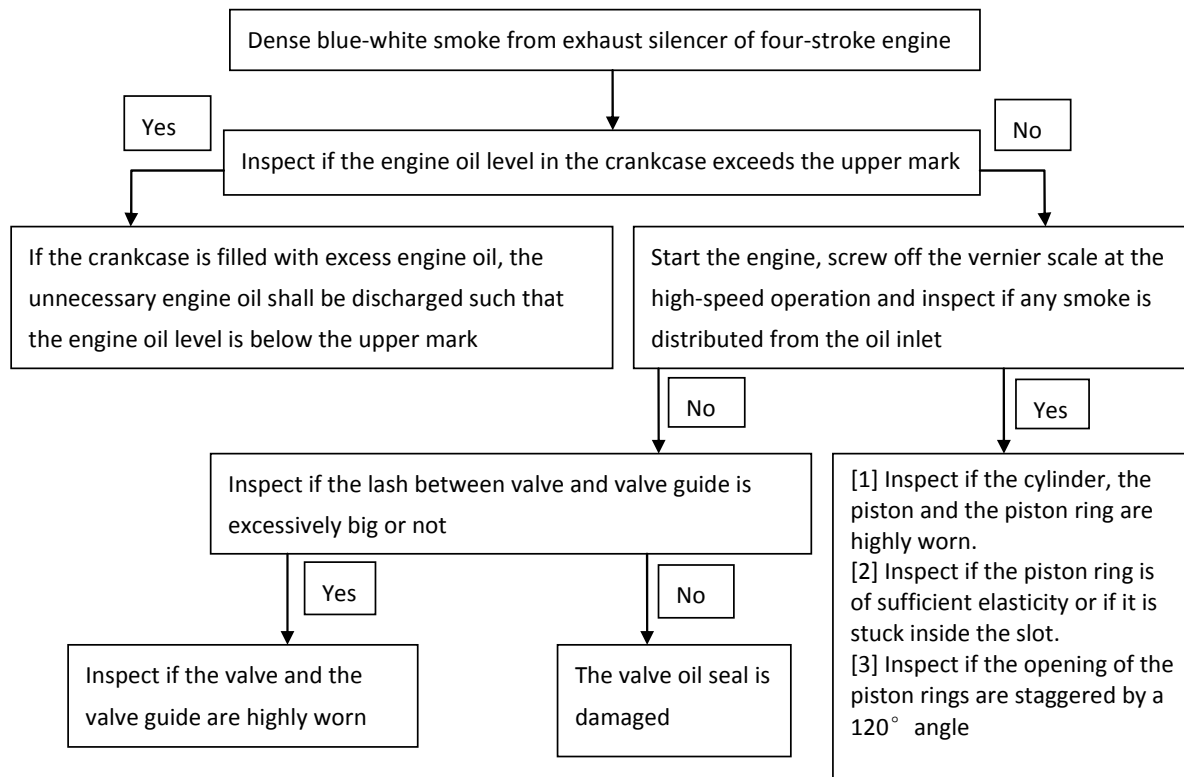 Dense blue-white smoke from exhaust silencer of four-stroke engine
Yes
No
Inspect if the engine oil level in the crankcase exceeds the upper mark
If the crankcase is filled with excess engine oil, the
unnecessary engine oil shall be discharged such that
the engine oil level is below the upper mark
Start the engine, screw off the vernier scale at the
high-speed operation and inspect if any smoke is
distributed from the oil inlet
No
Yes
Inspect if the lash between valve and valve guide is
excessively big or not
[1] Inspect if the cylinder, the
piston and the piston ring are
highly worn.
[2] Inspect if the piston ring is
of sufficient elasticity or if it is
stuck inside the slot.
[3] Inspect if the opening of the
piston rings are staggered by a
120° angle
Yes
No
Inspect if the valve and the
valve guide are highly worn
The valve oil seal is
damaged